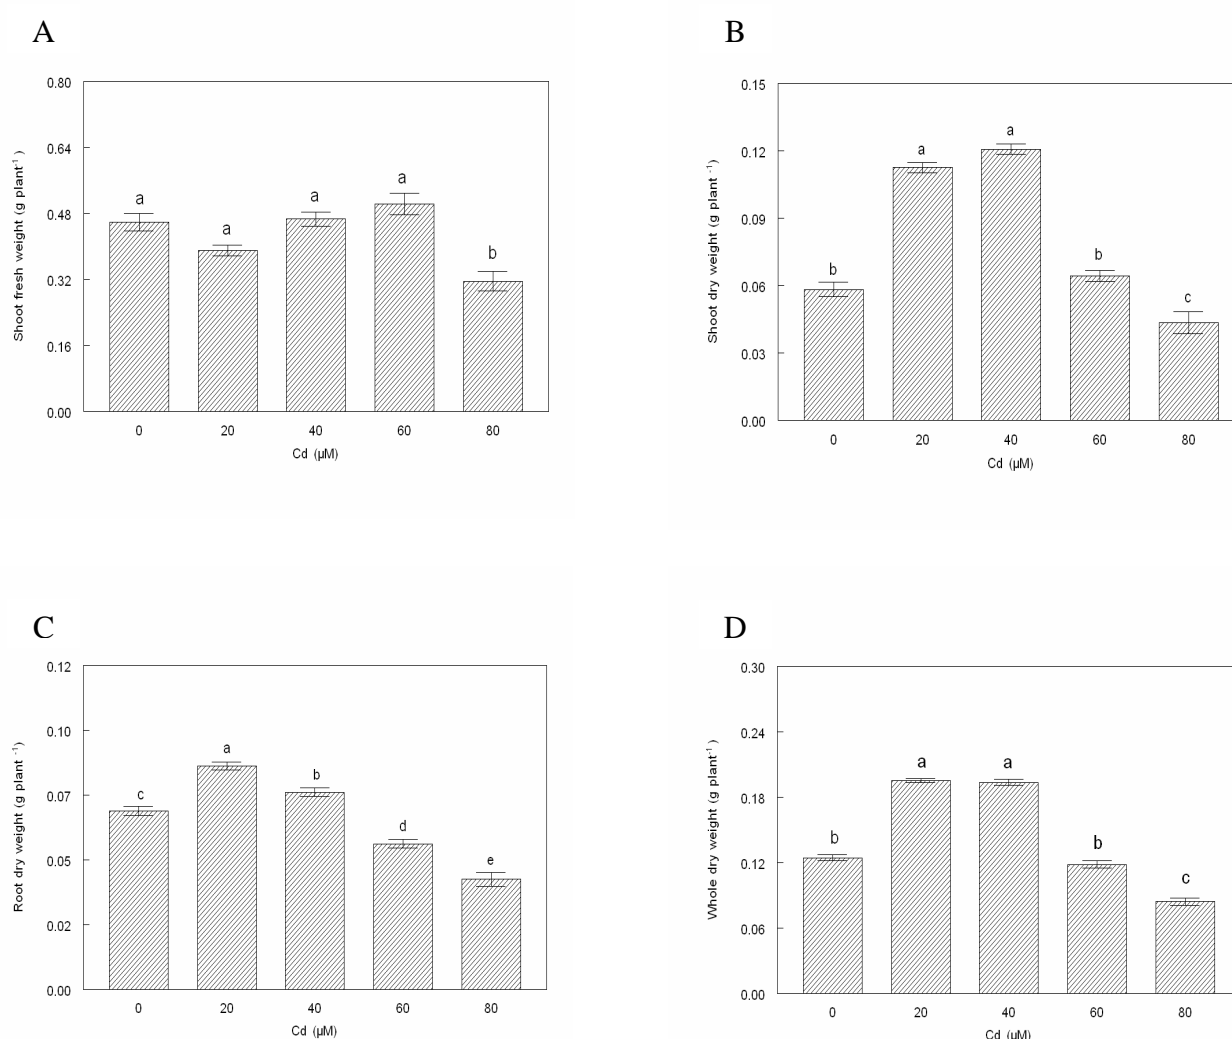 A
0.80
0.64
0.48
0.32
0.16
0.00
Shoot fresh weight (g plant⁻¹)
a
a
a
a
b
0 20 40 60 80
Cd (µM)
B
0.15
0.12
0.09
0.06
0.03
0.00
Shoot dry weight (g plant ⁻¹)
b
a
a
b
c
0 20 40 60 80
Cd (µM)
C
0.12
0.10
0.07
0.05
0.02
0.00
Root dry weight (g plant ⁻¹)
c
a
b
d
e
0 20 40 60 80
Cd (µM)
D
0.30
0.24
0.18
0.12
0.06
0.00
Whole dry weight (g plant⁻¹)
b
a
a
b
c
0 20 40 60 80
Cd (µM)